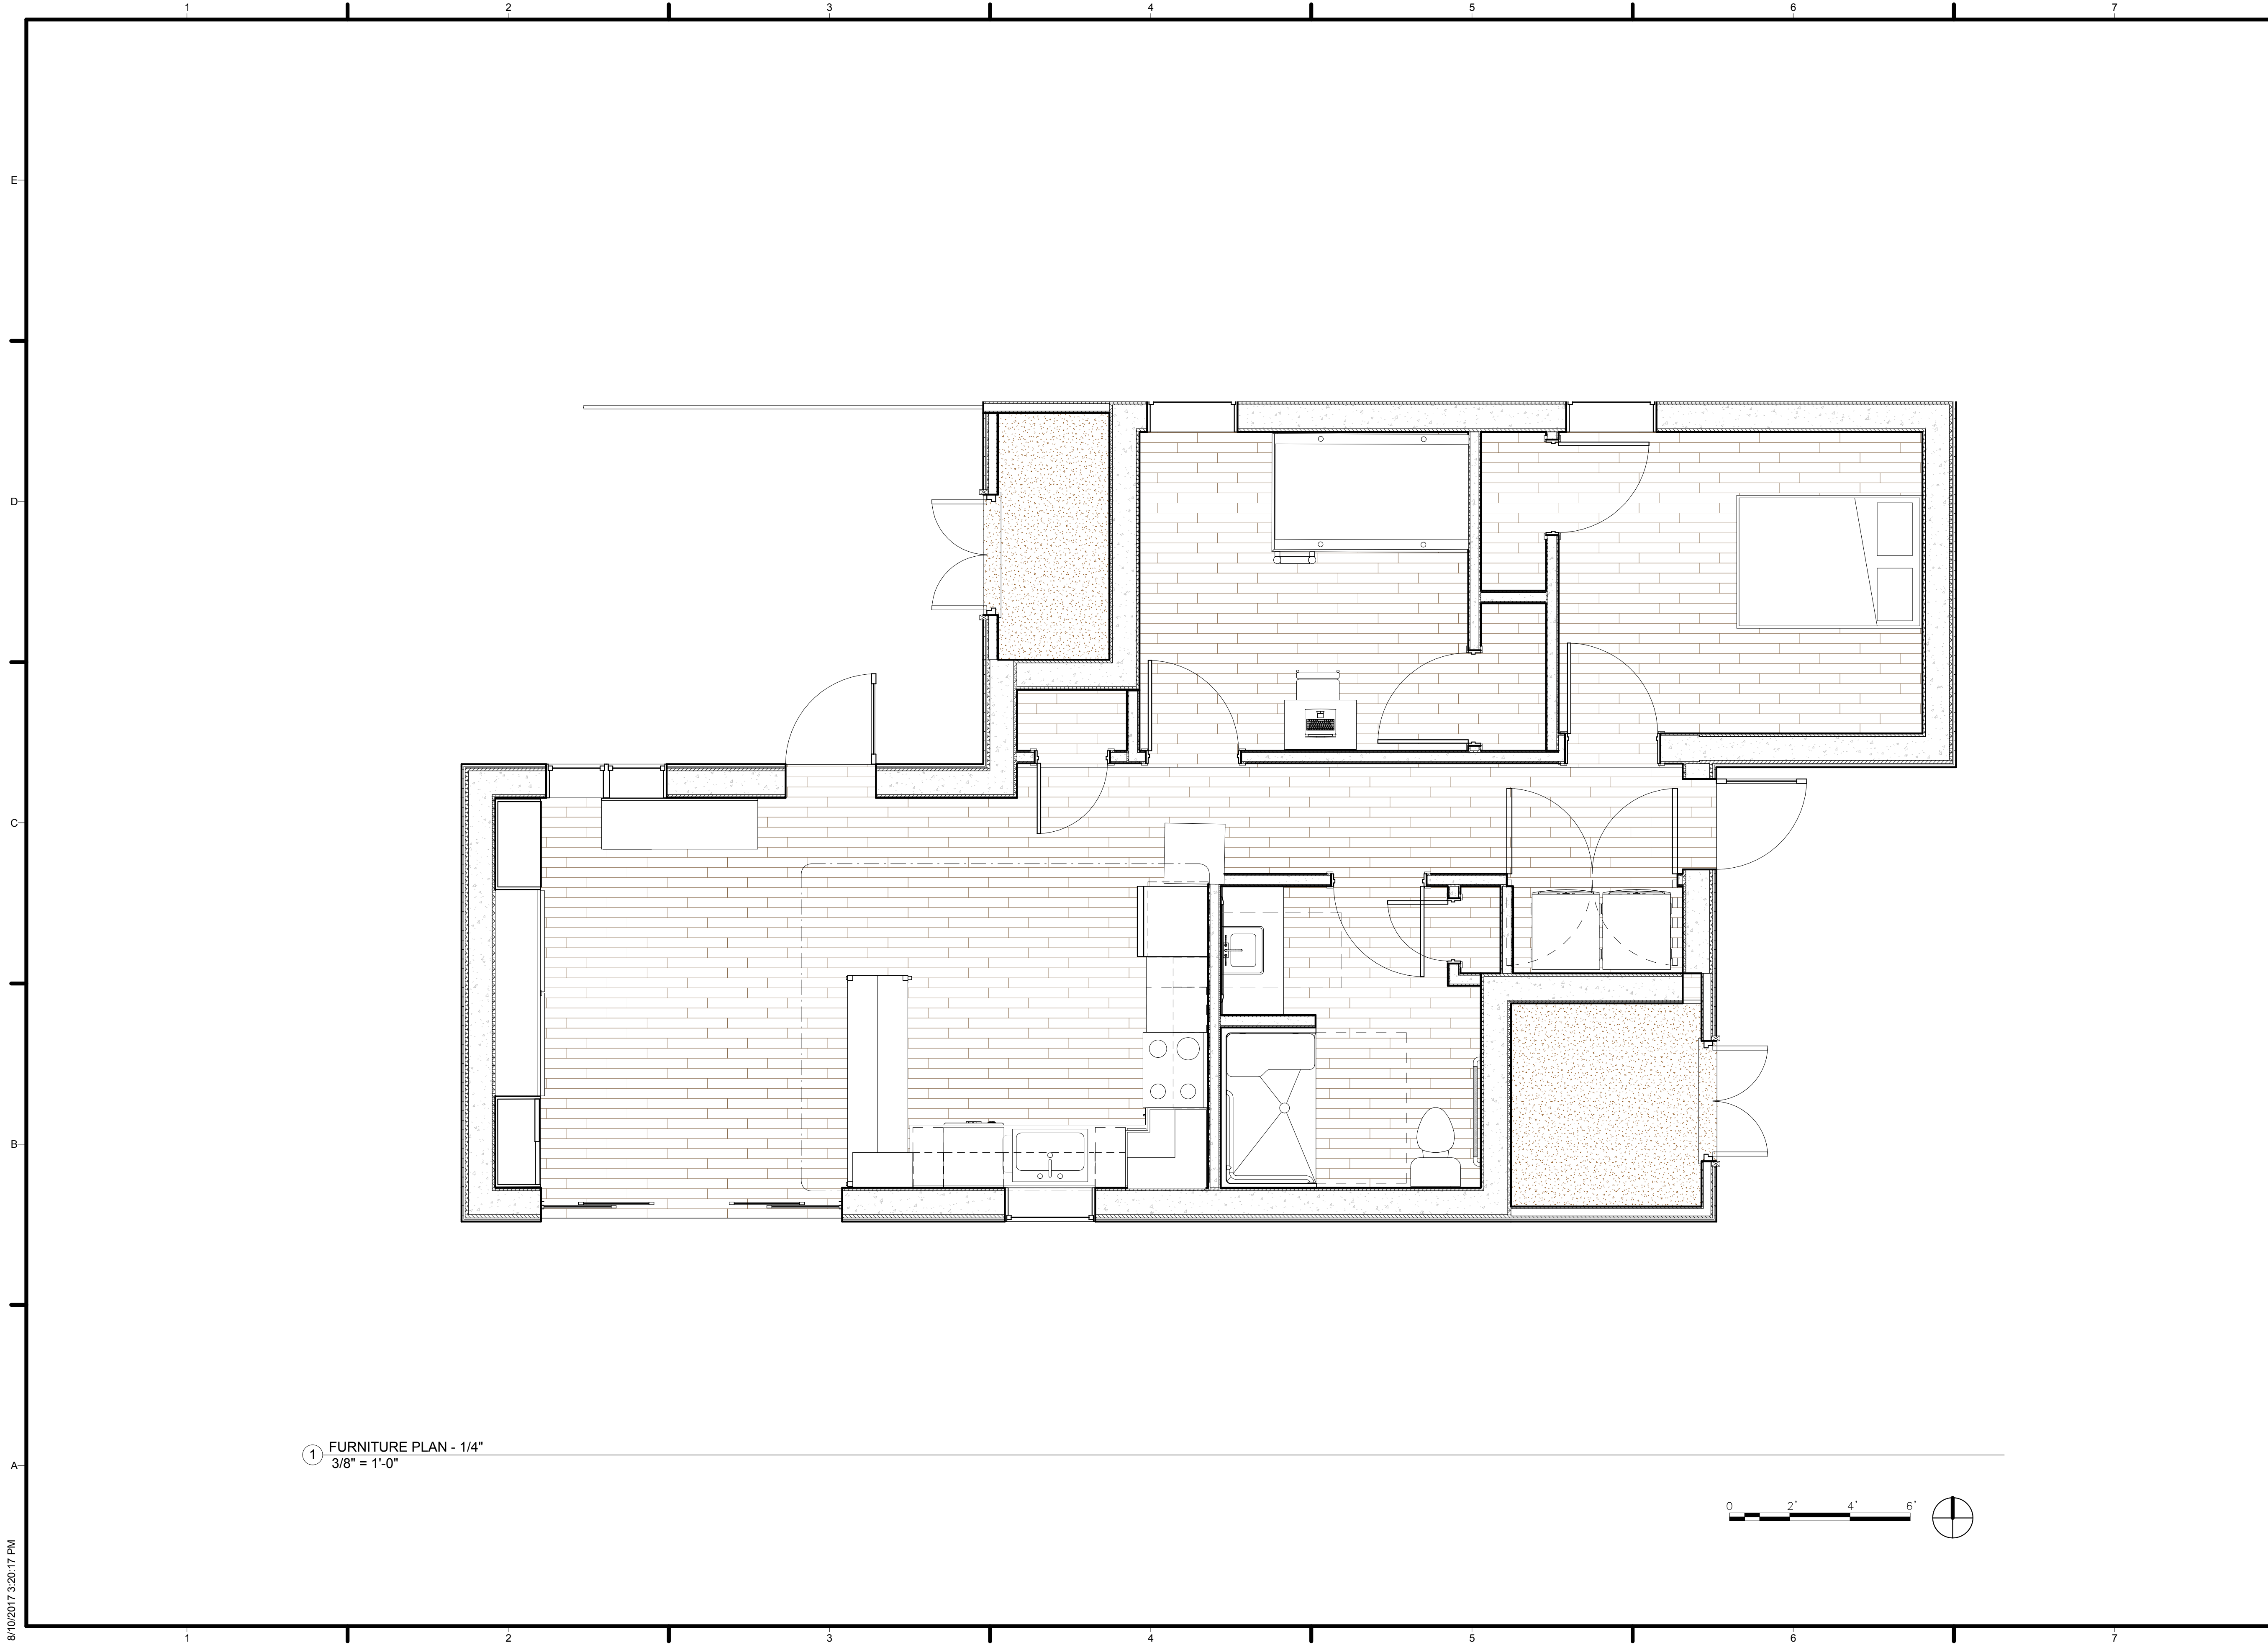 1 2 3 4 5 6 7
E
D
C
B
A
1 FURNITURE PLAN - 1/4"
3/8" = 1'-0"
0 2' 4' 6'
8/10/2017 3:20:17 PM
1 2 3 4 5 6 7